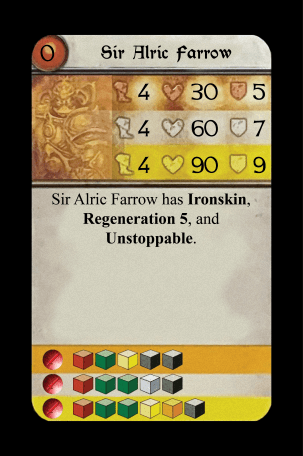 0 Sir Alric Farrow
4 30 5
4 60 7
4 90 9
Sir Alric Farrow has Ironskin,
Regeneration 5, and
Unstoppable.